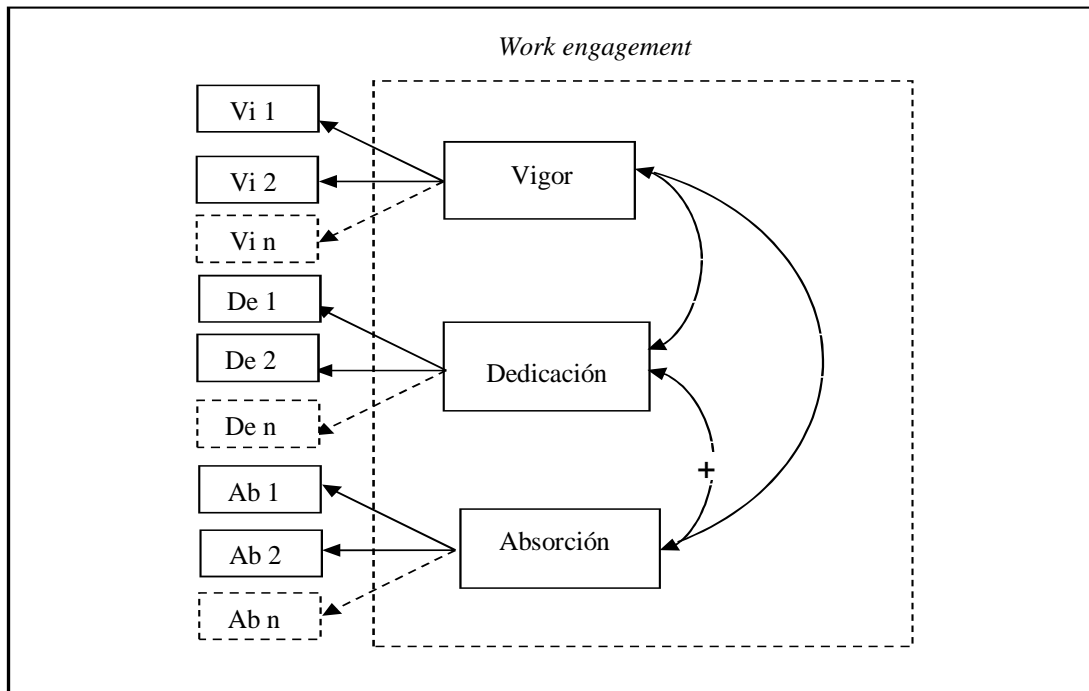 Work engagement
Vi 1
Vi 2
Vi n
De 1
De 2
De n
Ab 1
Ab 2
Ab n
Vigor
Dedicación
Absorción
+